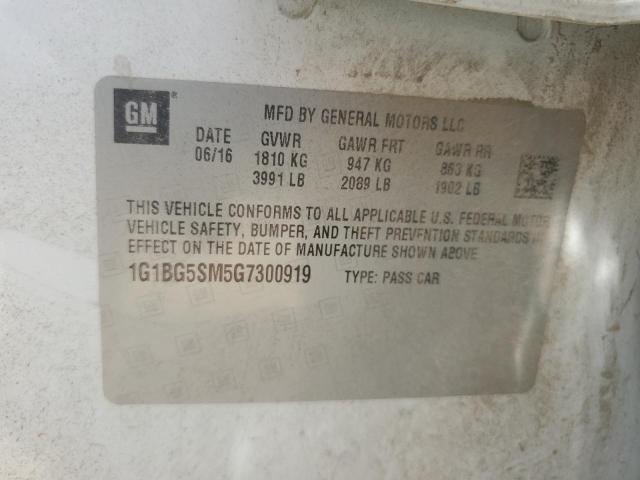 GM®
MFD BY GENERAL MOTORS LLC
DATE GVWR GAWR FRT GAWR RR
06/16 1810 KG 947 KG 863 KG
3991 LB 2089 LB 1902 LB
THIS VEHICLE CONFORMS TO ALL APPLICABLE U.S. FEDERAL MOTOR
VEHICLE SAFETY, BUMPER, AND THEFT PREVENTION STANDARDS IN
EFFECT ON THE DATE OF MANUFACTURE SHOWN ABOVE
1G1BG5SM5G7300919 TYPE: PASS CAR